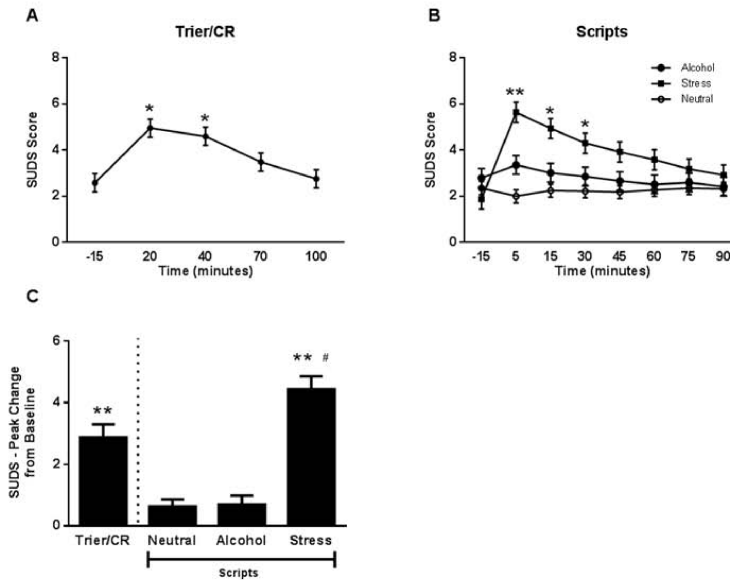 A
Trier/CR
SUDS Score
8
6
4
2
0
*
*
-15 20 40 70 100
Time (minutes)
B
Scripts
Alcohol
Stress
Neutral
SUDS Score
8
6
4
2
0
**
*
*
-15 5 15 30 45 60 75 90
Time (minutes)
C
SUDS - Peak Change
from Baseline
6
4
2
0
**
** #
Trier/CR Neutral Alcohol Stress
Scripts